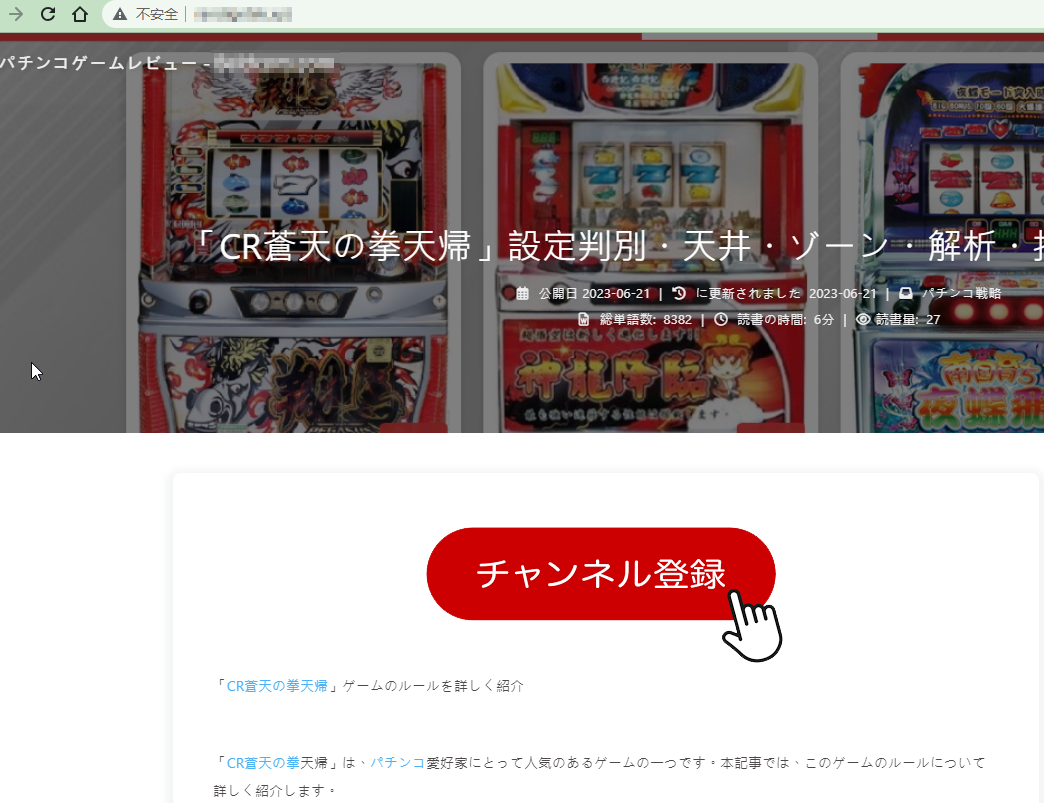 不安全
パチンコゲームレビュー -
「CR蒼天の拳天帰」設定判別・天井・ゾーン・解析・
公開日 2023-06-21 | に更新されました 2023-06-21 | パチンコ戦略
総単語数: 8382 | 読書の時間: 6分 | 読書量: 27
神龍降臨
チャンネル登録
「CR蒼天の拳天帰」ゲームのルールを詳しく紹介
「CR蒼天の拳天帰」は、パチンコ愛好家にとって人気のあるゲームの一つです。本記事では、このゲームのルールについて
詳しく紹介します。